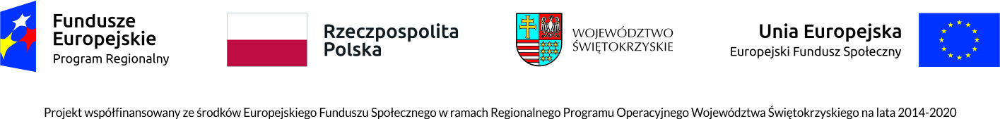 Fundusze
Europejskie
Program Regionalny
Rzeczpospolita
Polska
WOJEWÓDZTWO
ŚWIĘTOKRZYSKIE
Unia Europejska
Europejski Fundusz Społeczny
Projekt współfinansowany ze środków Europejskiego Funduszu Społecznego w ramach Regionalnego Programu Operacyjnego Województwa Świętokrzyskiego na lata 2014-2020